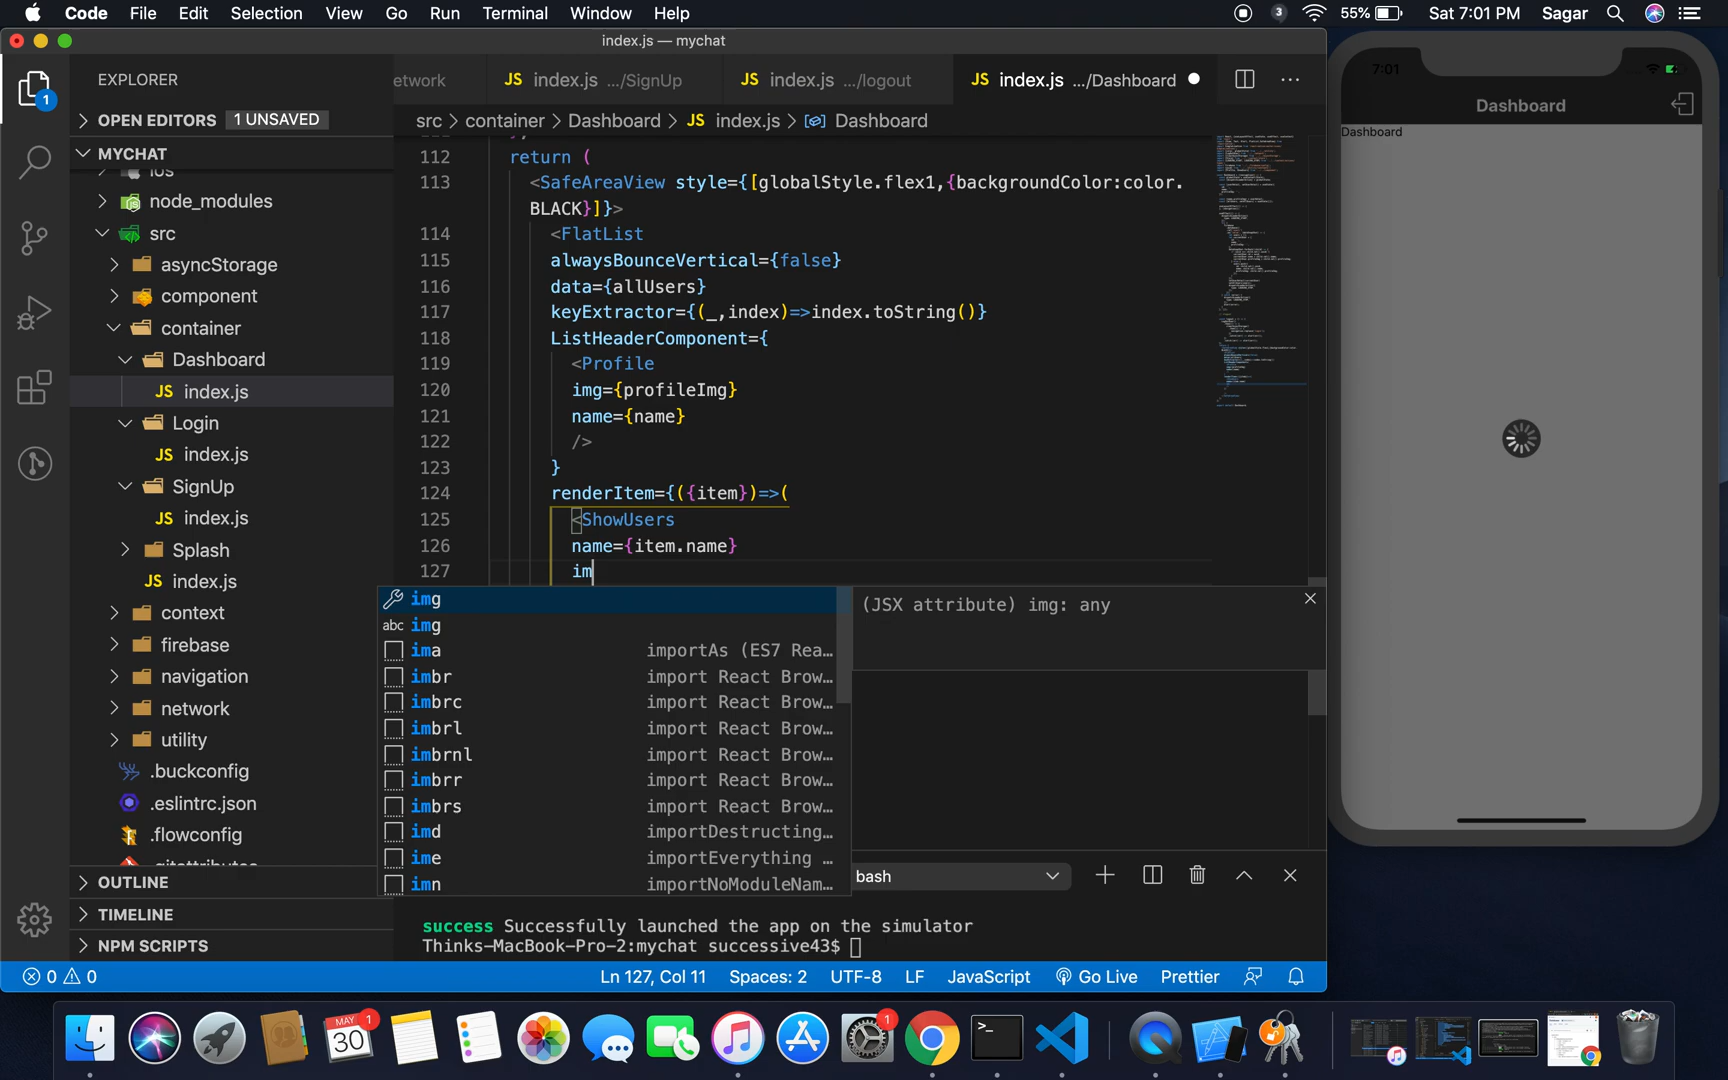 Code File Edit Selection View Go Run Terminal Window Help 3 55% Sat 7:01 PM Sagar
index.js — mychat
7:01
EXPLORER
etwork JS index.js .../SignUp JS index.js .../logout JS index.js .../Dashboard
Dashboard
OPEN EDITORS 1 UNSAVED
src > container > Dashboard > JS index.js > Dashboard
Dashboard
MYCHAT
ios
node_modules
src
asyncStorage
component
container
Dashboard
JS index.js
Login
JS index.js
SignUp
JS index.js
Splash
JS index.js
context
firebase
navigation
network
utility
.buckconfig
.eslintrc.json
.flowconfig
.gitattributes
OUTLINE
TIMELINE
NPM SCRIPTS
1
112 return (
113 <SafeAreaView style={[globalStyle.flex1,{backgroundColor:color.
BLACK}]}>
114 <FlatList
115 alwaysBounceVertical={false}
116 data={allUsers}
117 keyExtractor={(_,index)=>index.toString()}
118 ListHeaderComponent={
119 <Profile
120 img={profileImg}
121 name={name}
122 />
123 }
124 renderItem={({item})=>(
125 <ShowUsers
126 name={item.name}
127 im
img
img
ima importAs (ES7 Rea...
imbr import React Brow...
imbrc import React Brow...
imbrl import React Brow...
imbrnl import React Brow...
imbrr import React Brow...
imbrs import React Brow...
imd importDestructing...
ime importEverything ...
imn importNoModuleNam...
(JSX attribute) img: any
bash
success Successfully launched the app on the simulator
Thinks-MacBook-Pro-2:mychat successive43$
0 0 Ln 127, Col 11 Spaces: 2 UTF-8 LF JavaScript Go Live Prettier
MAY 30 1
1